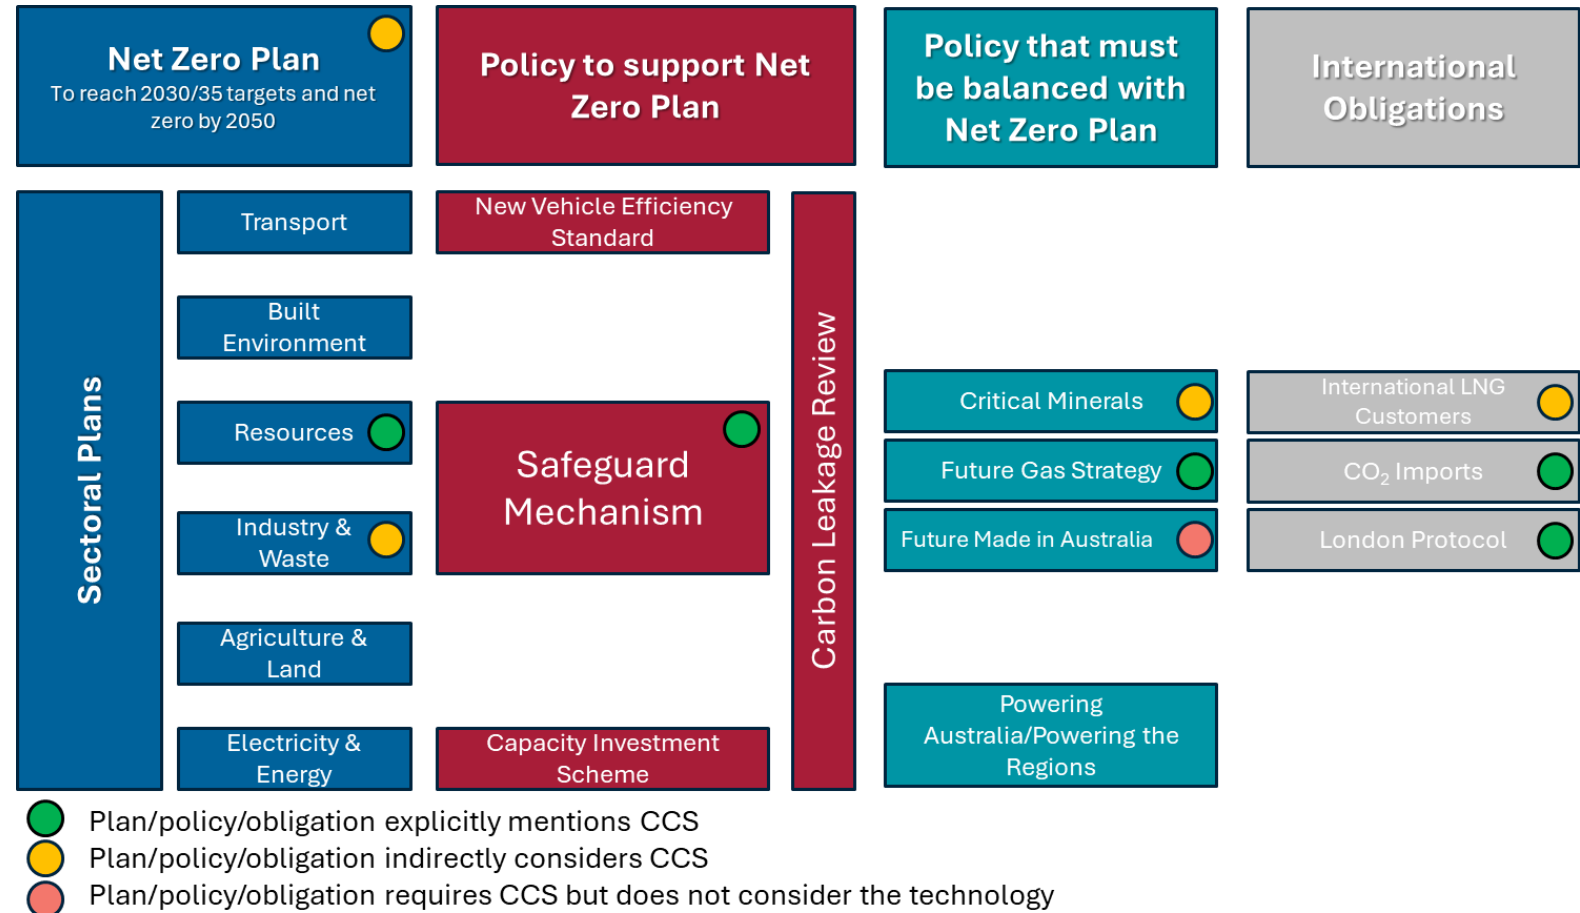 Net Zero Plan
To reach 2030/35 targets and net
zero by 2050
Policy to support Net
Zero Plan
Policy that must
be balanced with
Net Zero Plan
International
Obligations
Sectoral Plans
Transport
Built
Environment
Resources
Industry &
Waste
Agriculture &
Land
Electricity &
Energy
New Vehicle Efficiency
Standard
Safeguard
Mechanism
Capacity Investment
Scheme
Carbon Leakage Review
Critical Minerals
Future Gas Strategy
Future Made in Australia
Powering
Australia/Powering the
Regions
International LNG
Customers
CO₂ Imports
London Protocol
Plan/policy/obligation explicitly mentions CCS
Plan/policy/obligation indirectly considers CCS
Plan/policy/obligation requires CCS but does not consider the technology